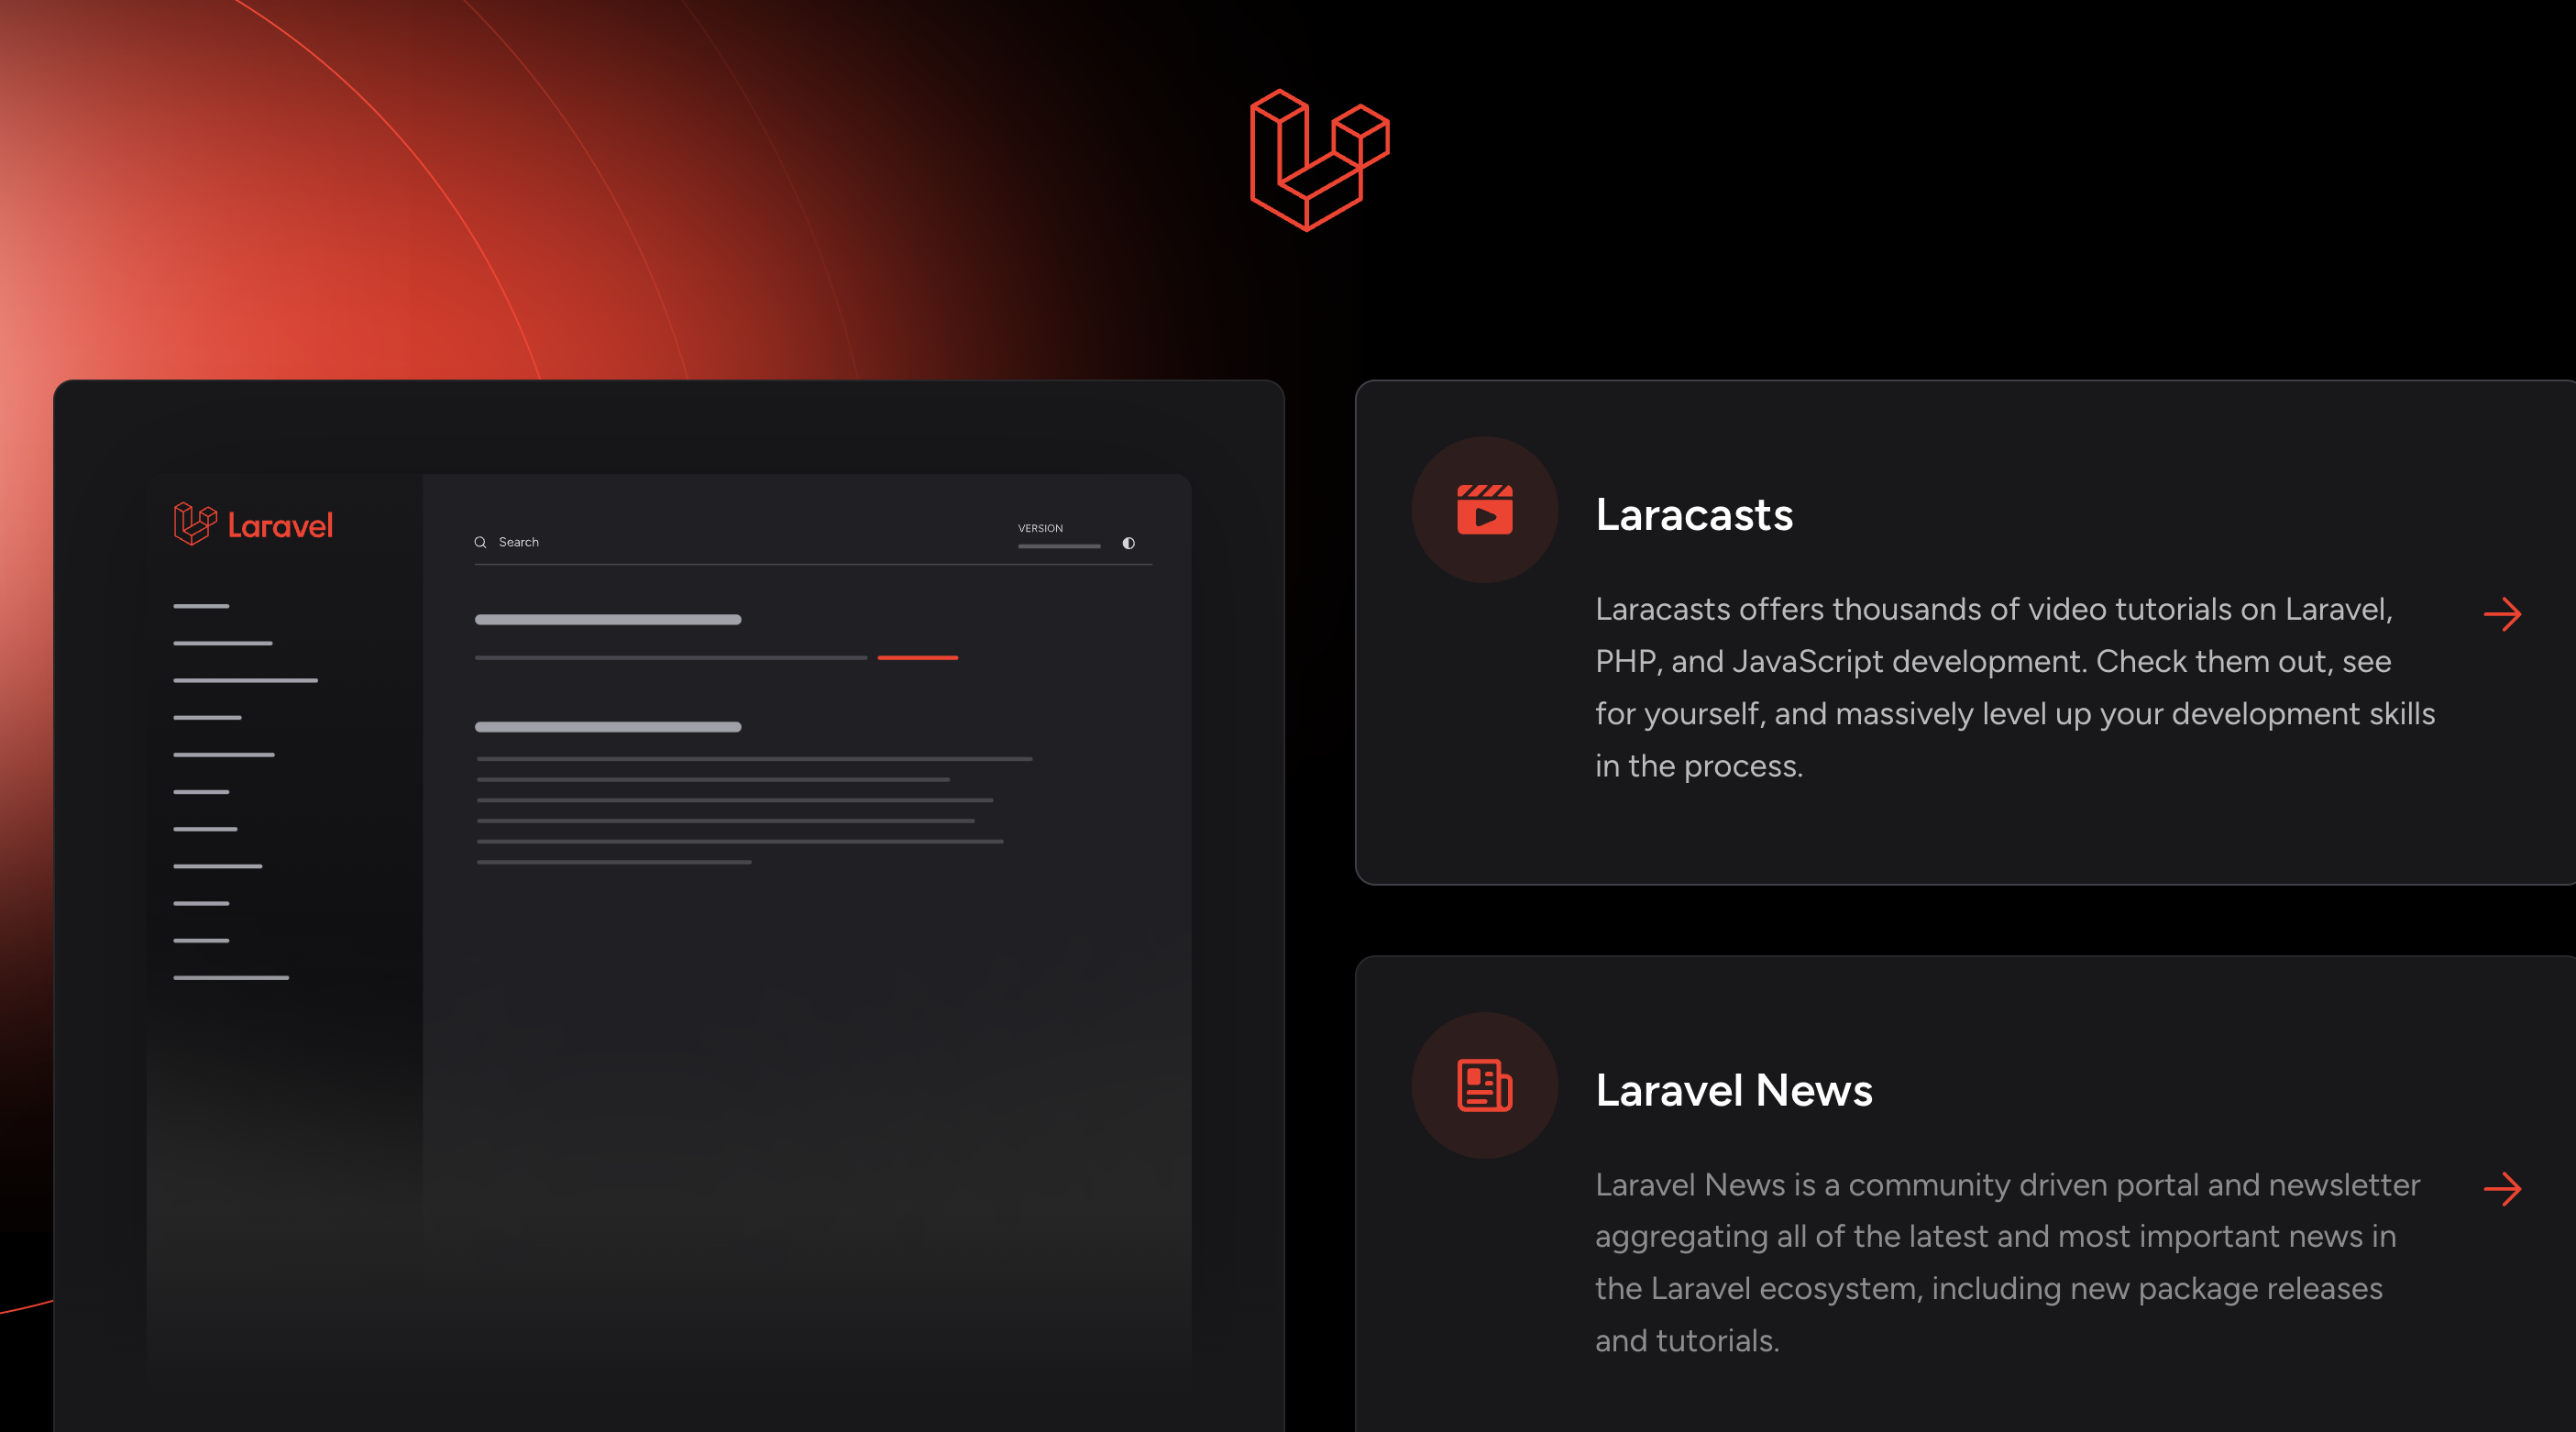 Laravel
Search
VERSION
Laracasts
Laracasts offers thousands of video tutorials on Laravel,
PHP, and JavaScript development. Check them out, see
for yourself, and massively level up your development skills
in the process.
Laravel News
Laravel News is a community driven portal and newsletter
aggregating all of the latest and most important news in
the Laravel ecosystem, including new package releases
and tutorials.